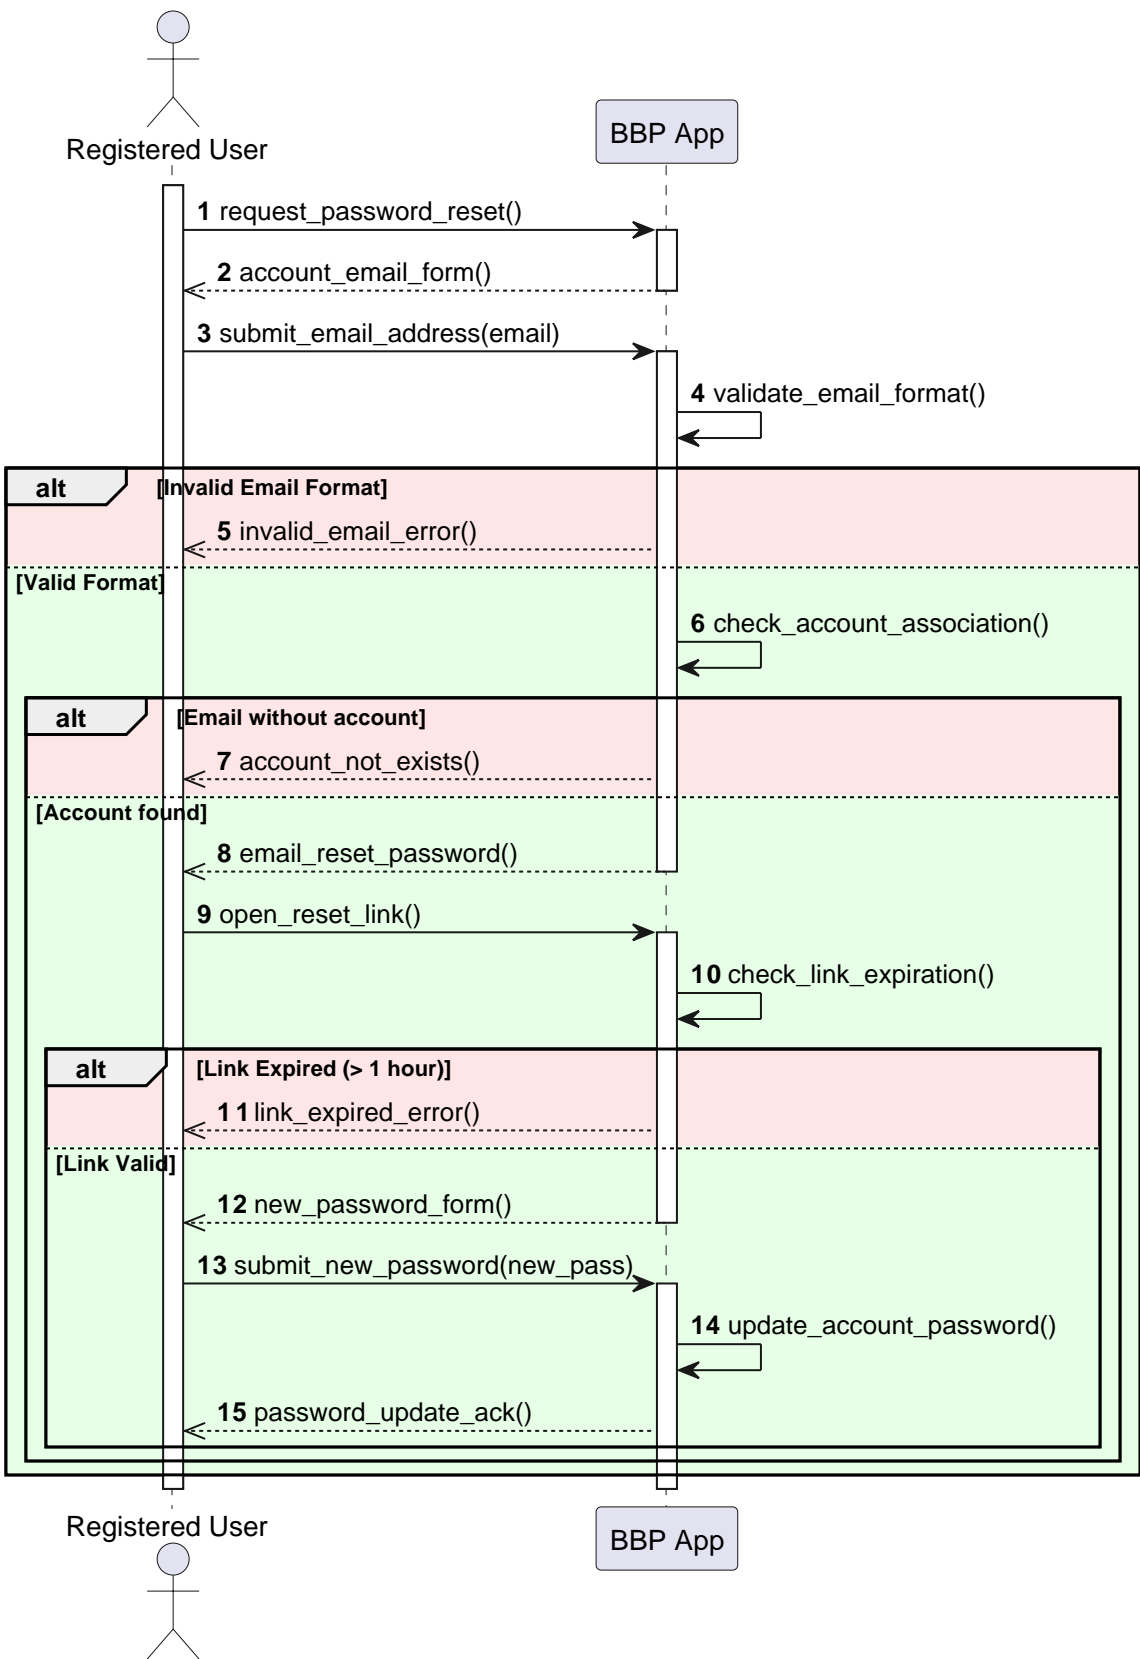 Registered User
BBP App
1 request_password_reset()
2 account_email_form()
3 submit_email_address(email)
4 validate_email_format()
alt [Invalid Email Format]
5 invalid_email_error()
[Valid Format]
6 check_account_association()
alt [Email without account]
7 account_not_exists()
[Account found]
8 email_reset_password()
9 open_reset_link()
10 check_link_expiration()
alt [Link Expired (> 1 hour)]
11 link_expired_error()
[Link Valid]
12 new_password_form()
13 submit_new_password(new_pass)
14 update_account_password()
15 password_update_ack()
Registered User
BBP App